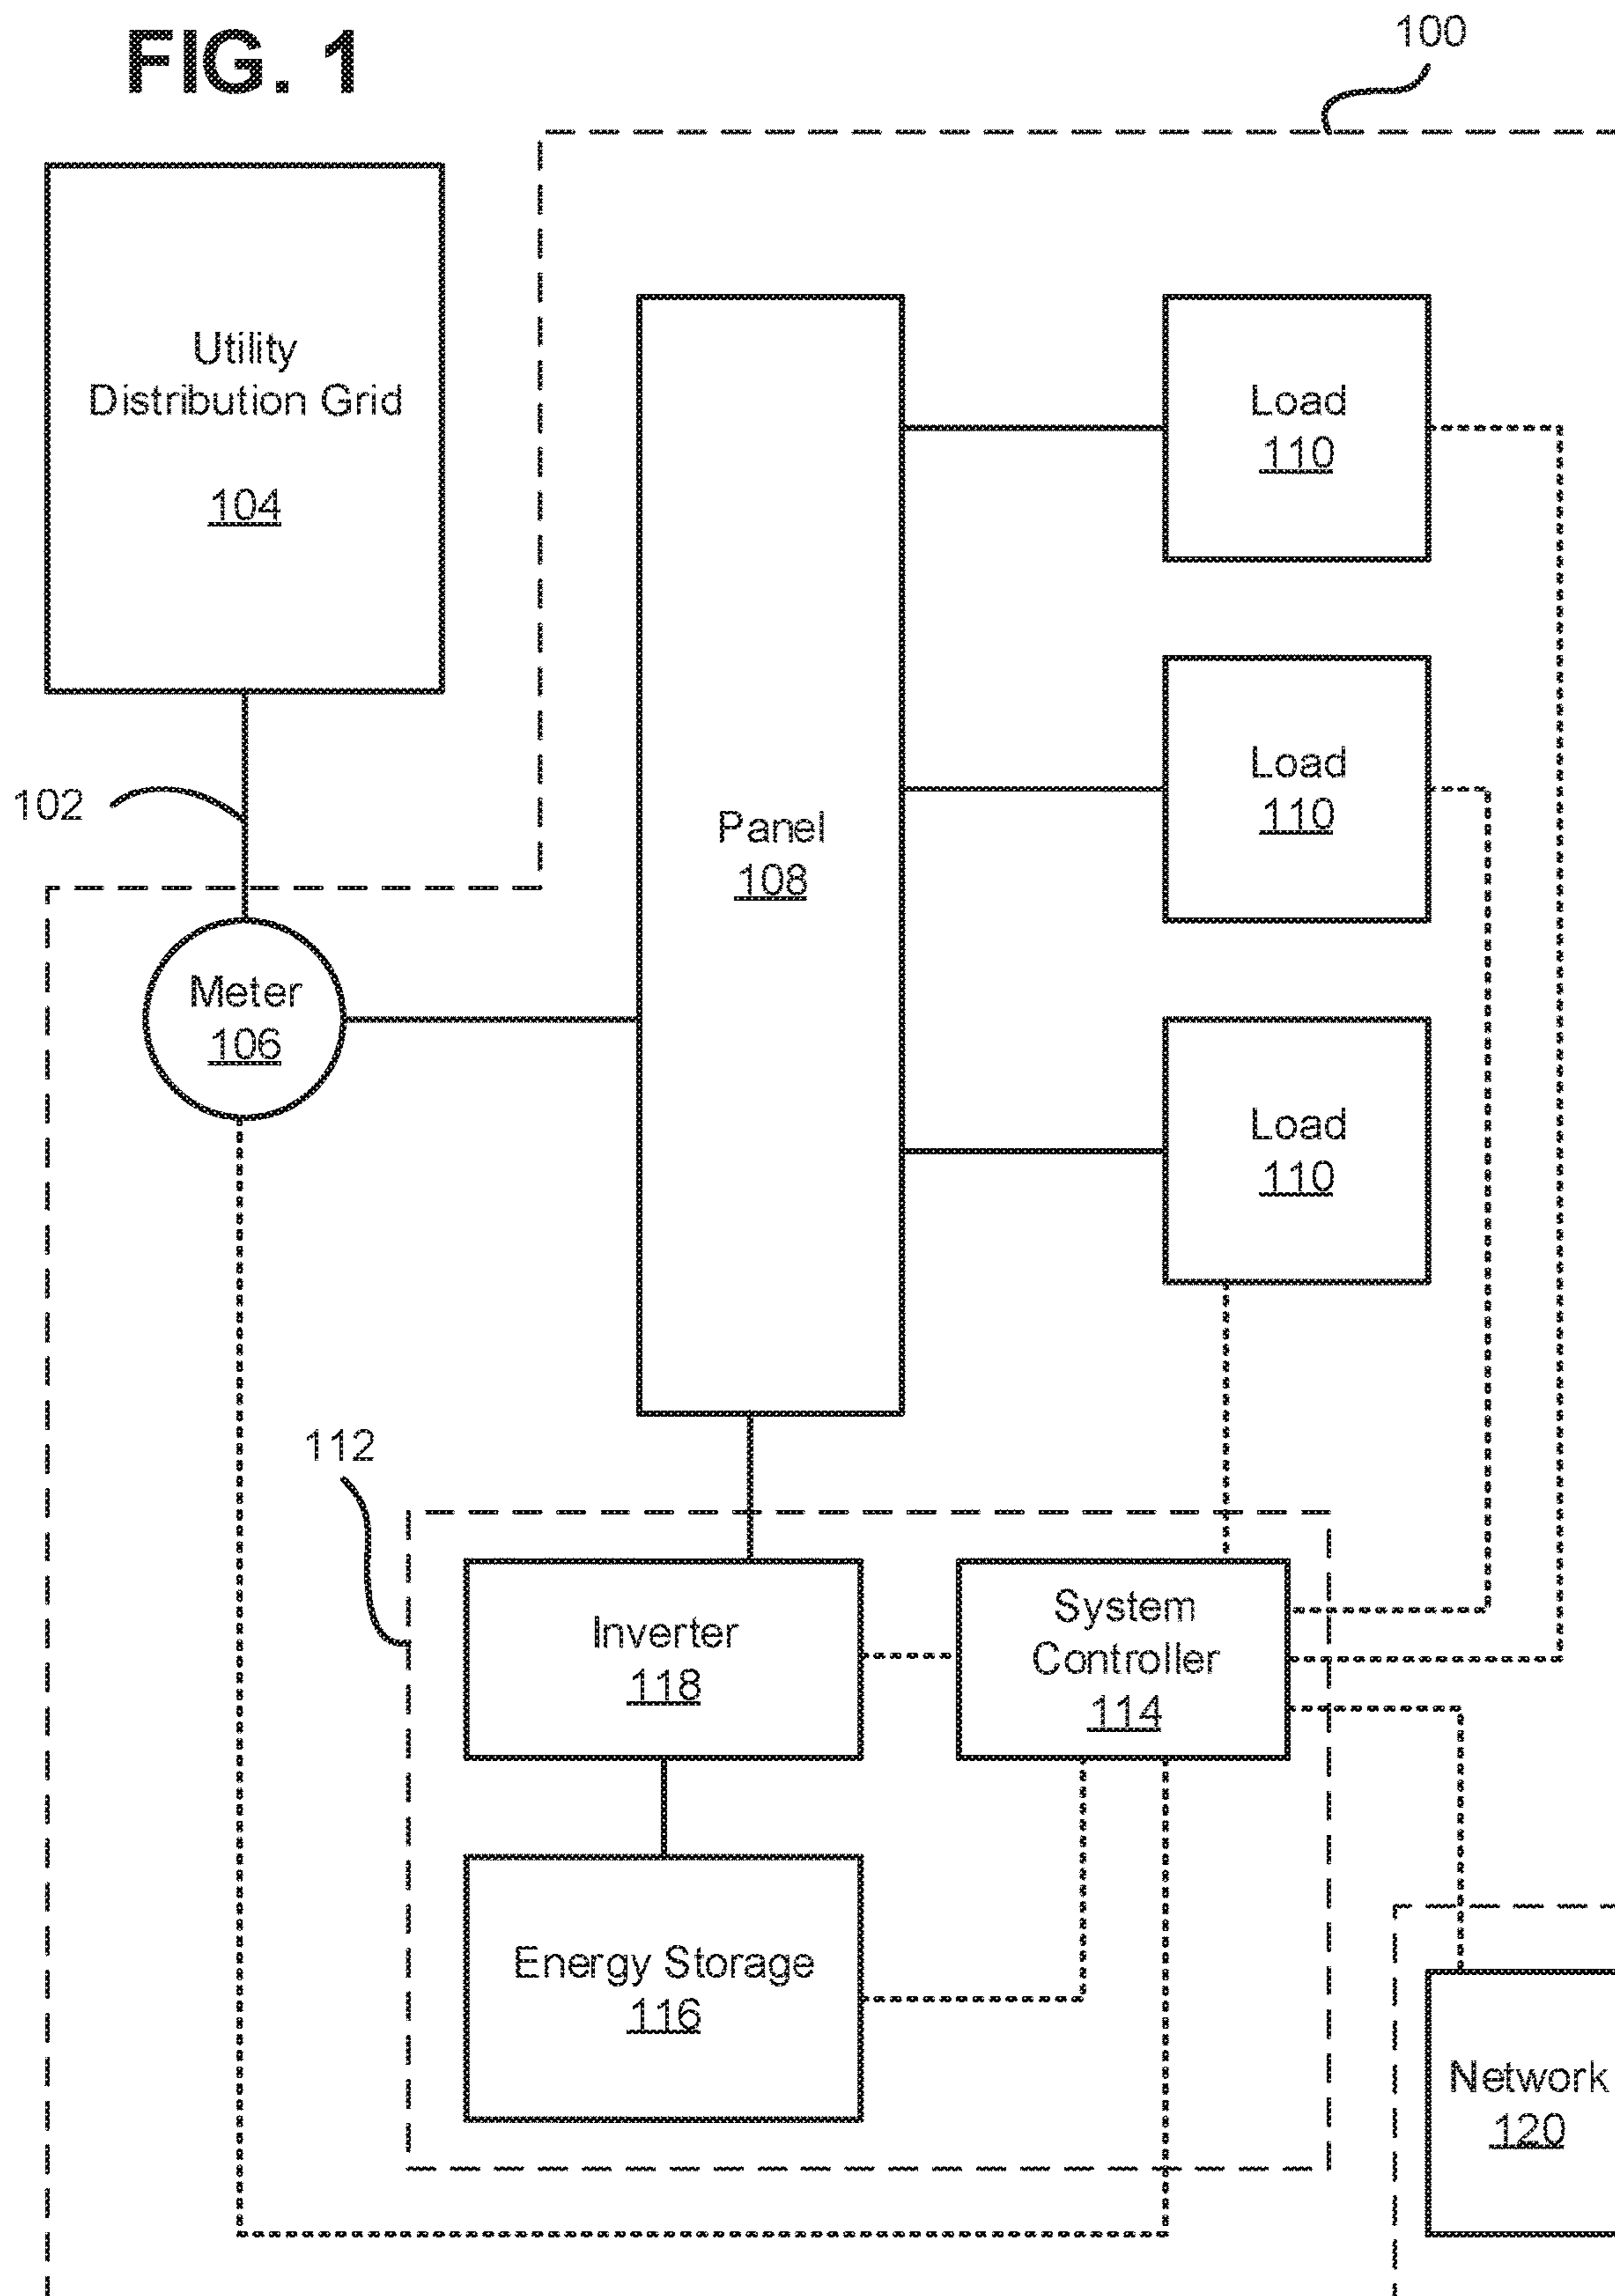 FIG. 1
100
Utility
Distribution Grid
104
102
Meter
106
Panel
108
Load
110
Load
110
Load
110
112
Inverter
118
System
Controller
114
Energy Storage
116
Network
120